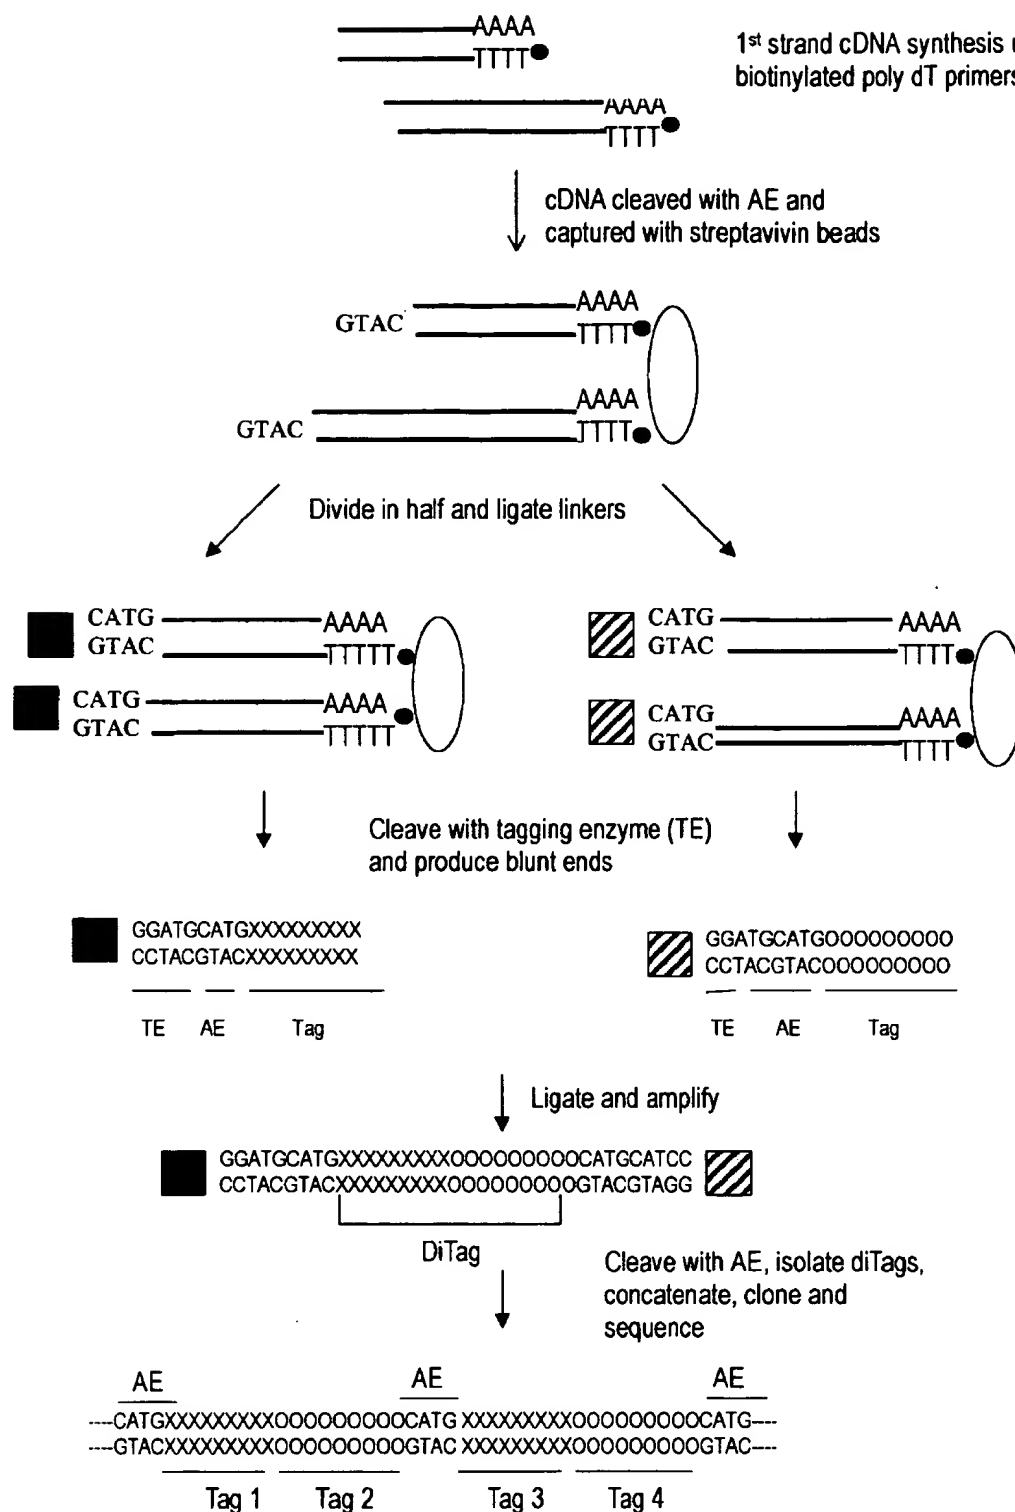 AAAA
TTTT
1st strand cDNA synthesis
biotinylated poly dT primers
AAAA
TTTT
cDNA cleaved with AE and
captured with streptavivin beads
AAAA
GTAC
TTTT
AAAA
GTAC
TTTT
Divide in half and ligate linkers
CATG AAAA
GTAC TTTTT
CATG AAAA
GTAC TTTTT
CATG AAAA
GTAC TTTT
CATG AAAA
GTAC TTTT
Cleave with tagging enzyme (TE)
and produce blunt ends
GGATGCATGXXXXXXXXX
CCTACGTACXXXXXXXXX
TE AE Tag
GGATGCATGOOOOOOOOO
CCTACGTACOOOOOOOOO
TE AE Tag
Ligate and amplify
GGATGCATGXXXXXXXXXOOOOOOOOOCATGCATCC
CCTACGTACXXXXXXXXXOOOOOOOOOGTACGTAGG
DiTag
Cleave with AE, isolate diTags,
concatenate, clone and
sequence
AE AE AE
----CATGXXXXXXXXXOOOOOOOOOCATG XXXXXXXXXOOOOOOOOOCATG----
----GTACXXXXXXXXXOOOOOOOOOGTAC XXXXXXXXXOOOOOOOOOGTAC----
Tag 1 Tag 2 Tag 3 Tag 4